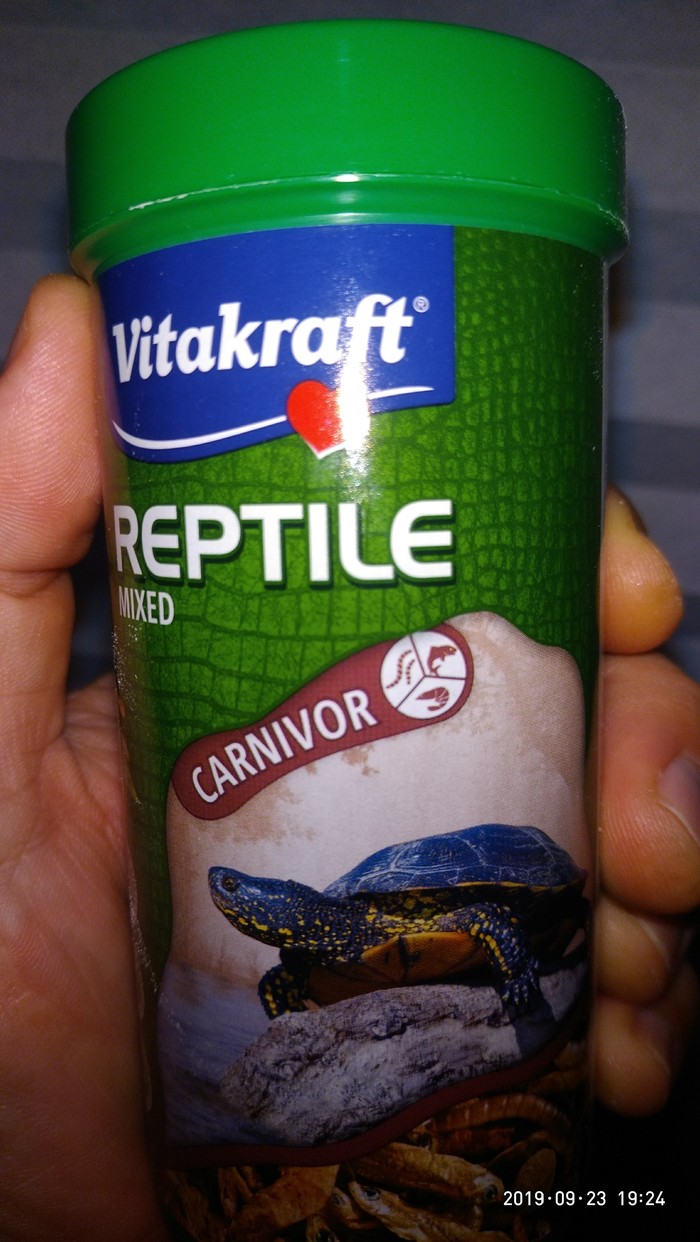 Vitakraft®
REPTILE
MIXED
CARNIVOR
2019·09·23 19:24